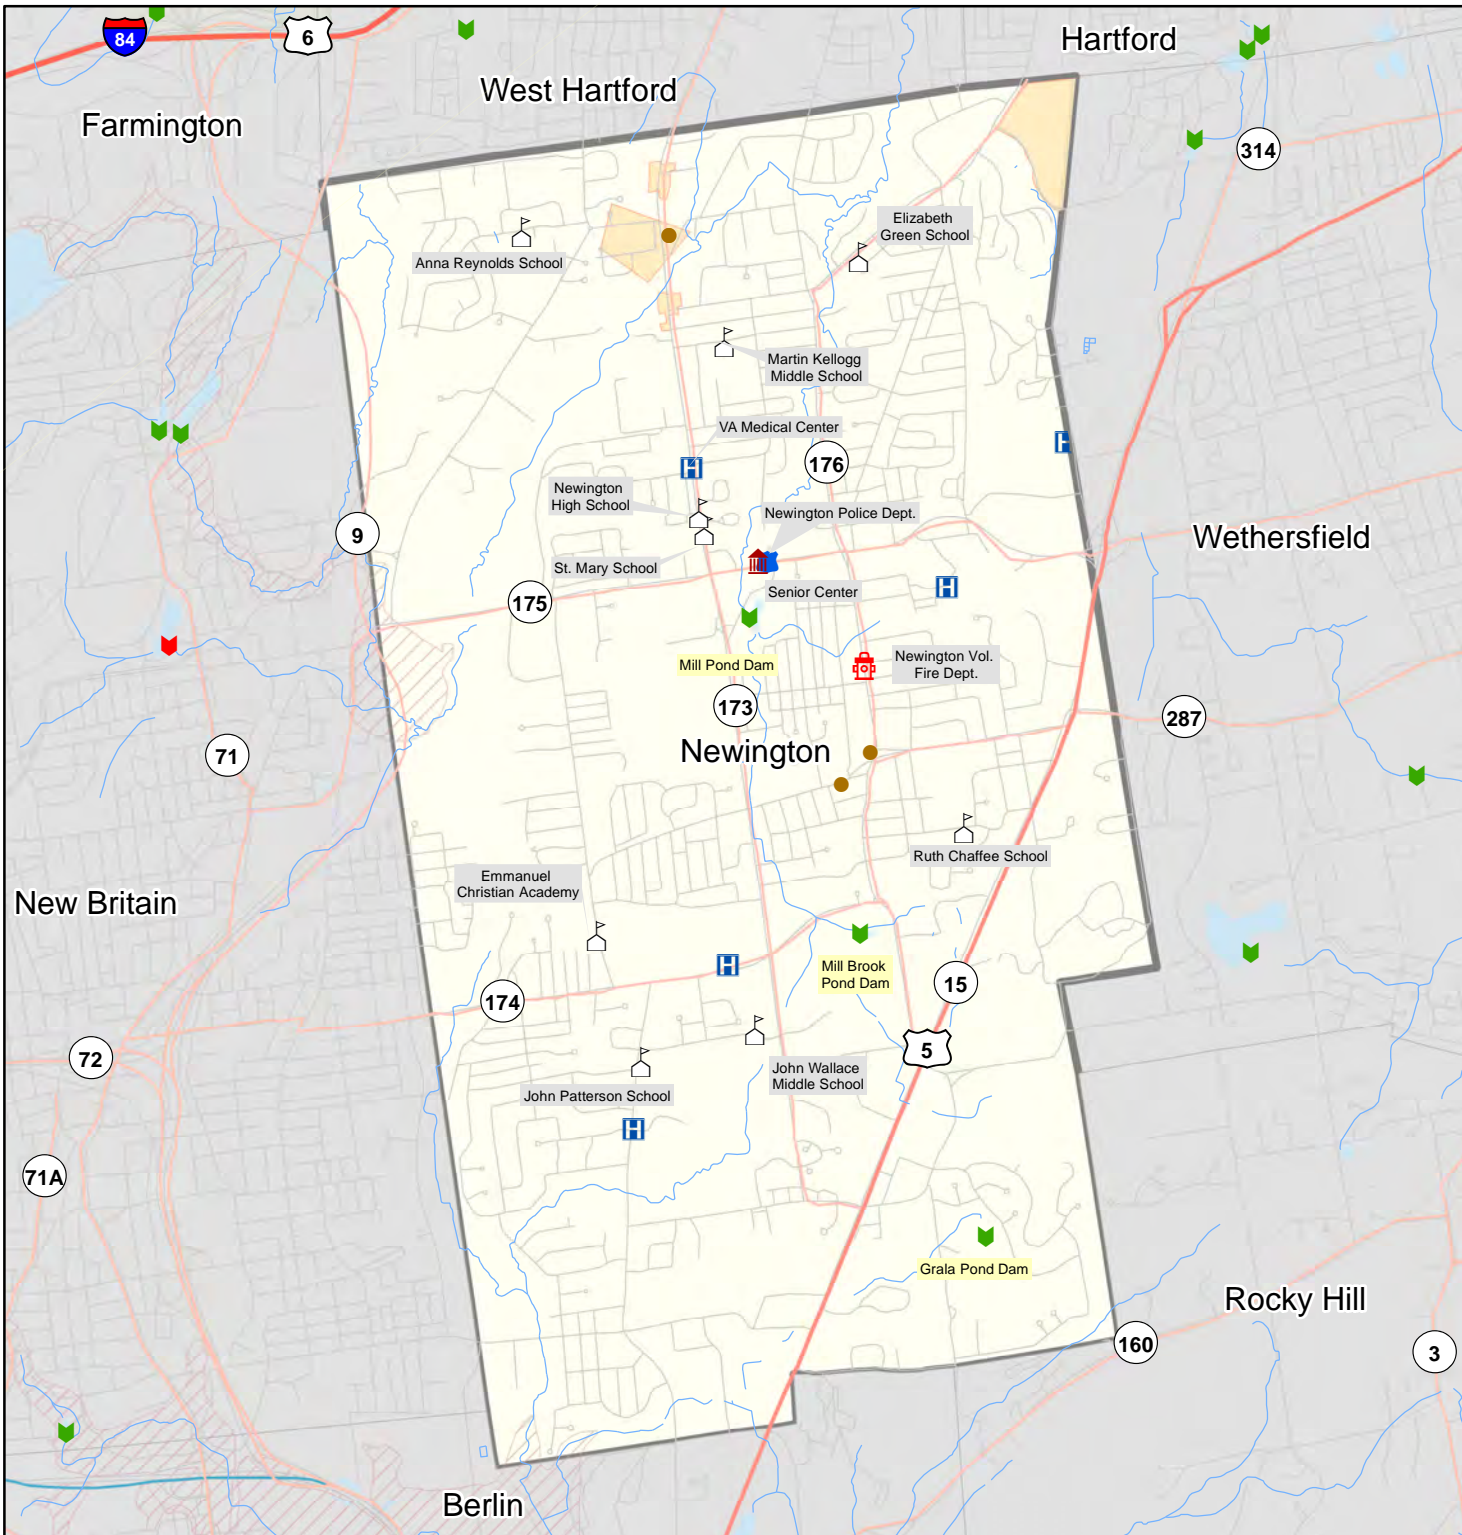 84
6
Hartford
West Hartford
Farmington
314
Elizabeth
Green School
Anna Reynolds School
Martin Kellogg
Middle School
VA Medical Center
H
H
176
Newington
High School
Newington Police Dept.
9
Wethersfield
St. Mary School
175
Senior Center
H
Mill Pond Dam
Newington Vol.
Fire Dept.
173
287
71
Newington
Ruth Chaffee School
Emmanuel
Christian Academy
New Britain
H
Mill Brook
Pond Dam
15
174
5
72
John Wallace
Middle School
John Patterson School
H
71A
Grala Pond Dam
Rocky Hill
160
3
Berlin